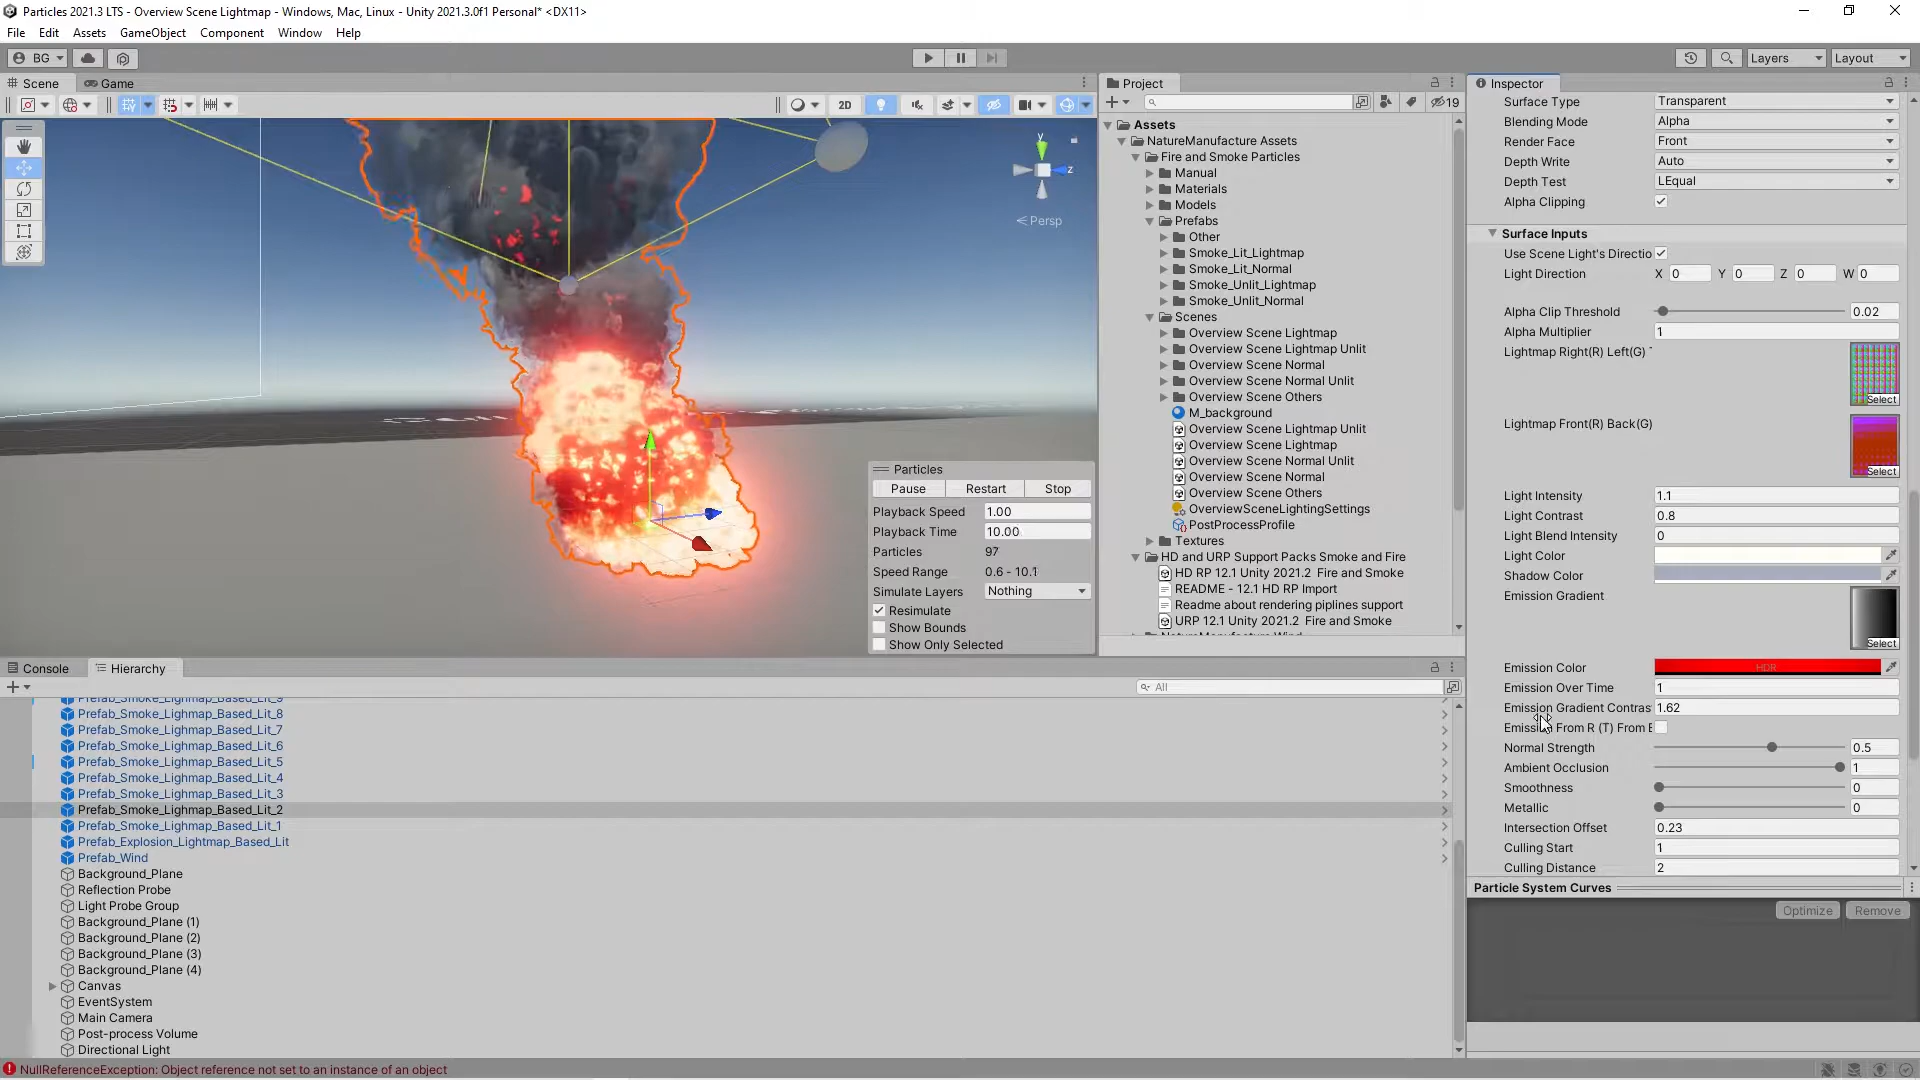 Particles 2021.3 LTS - Overview Scene Lightmap - Windows, Mac, Linux - Unity 2021.3.0f1 Personal* <DX11>
File Edit Assets GameObject Component Window Help
BG
Layers
Layout
Scene
Game
2D
y
z
Persp
Particles
Pause Restart Stop
Playback Speed 1.00
Playback Time 10.00
Particles 97
Speed Range 0.6 - 10.1
Simulate Layers Nothing
Resimulate
Show Bounds
Show Only Selected
Project
19
Assets
NatureManufacture Assets
Fire and Smoke Particles
Manual
Materials
Models
Prefabs
Other
Smoke_Lit_Lightmap
Smoke_Lit_Normal
Smoke_Unlit_Lightmap
Smoke_Unlit_Normal
Scenes
Overview Scene Lightmap
Overview Scene Lightmap Unlit
Overview Scene Normal
Overview Scene Normal Unlit
Overview Scene Others
M_background
Overview Scene Lightmap Unlit
Overview Scene Lightmap
Overview Scene Normal Unlit
Overview Scene Normal
Overview Scene Others
OverviewSceneLightingSettings
PostProcessProfile
Textures
HD and URP Support Packs Smoke and Fire
HD RP 12.1 Unity 2021.2 Fire and Smoke
README - 12.1 HD RP Import
Readme about rendering piplines support
URP 12.1 Unity 2021.2 Fire and Smoke
Inspector
Surface Type Transparent
Blending Mode Alpha
Render Face Front
Depth Write Auto
Depth Test LEqual
Alpha Clipping
Surface Inputs
Use Scene Light's Directio
Light Direction X 0 Y 0 Z 0 W 0
Alpha Clip Threshold 0.02
Alpha Multiplier 1
Lightmap Right(R) Left(G)
Select
Lightmap Front(R) Back(G)
Select
Light Intensity 1.1
Light Contrast 0.8
Light Blend Intensity 0
Light Color
Shadow Color
Emission Gradient
Select
Emission Color HDR
Emission Over Time 1
Emission Gradient Contras 1.62
From R (T) From
Normal Strength 0.5
Ambient Occlusion 1
Smoothness 0
Metallic 0
Intersection Offset 0.23
Culling Start 1
Culling Distance 2
Particle System Curves
Optimize Remove
Console
Hierarchy
All
Prefab_Smoke_Lighmap_Based_Lit_9
Prefab_Smoke_Lighmap_Based_Lit_8
Prefab_Smoke_Lighmap_Based_Lit_7
Prefab_Smoke_Lighmap_Based_Lit_6
Prefab_Smoke_Lighmap_Based_Lit_5
Prefab_Smoke_Lighmap_Based_Lit_4
Prefab_Smoke_Lighmap_Based_Lit_3
Prefab_Smoke_Lighmap_Based_Lit_2
Prefab_Smoke_Lighmap_Based_Lit_1
Prefab_Explosion_Lightmap_Based_Lit
Prefab_Wind
Background_Plane
Reflection Probe
Light Probe Group
Background_Plane (1)
Background_Plane (2)
Background_Plane (3)
Background_Plane (4)
Canvas
EventSystem
Main Camera
Post-process Volume
Directional Light
NullReferenceException: Object reference not set to an instance of an object